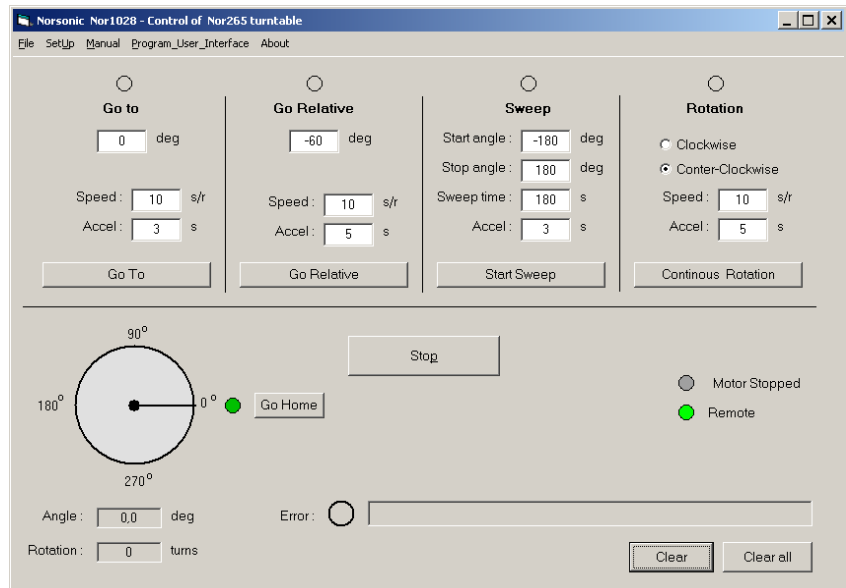 Norsonic Nor1028 - Control of Nor265 turntable
File SetUp Manual Program_User_Interface About
Go to
0 deg
Speed : 10 s/r
Accel : 3 s
Go To
Go Relative
-60 deg
Speed : 10 s/r
Accel : 5 s
Go Relative
Sweep
Start angle : -180 deg
Stop angle : 180 deg
Sweep time : 180 s
Accel : 3 s
Start Sweep
Rotation
Clockwise
Conter-Clockwise
Speed : 10 s/r
Accel : 5 s
Continous Rotation
90°
180°
0°
270°
Go Home
Stop
Motor Stopped
Remote
Angle : 0,0 deg
Rotation : 0 turns
Error :
Clear
Clear all